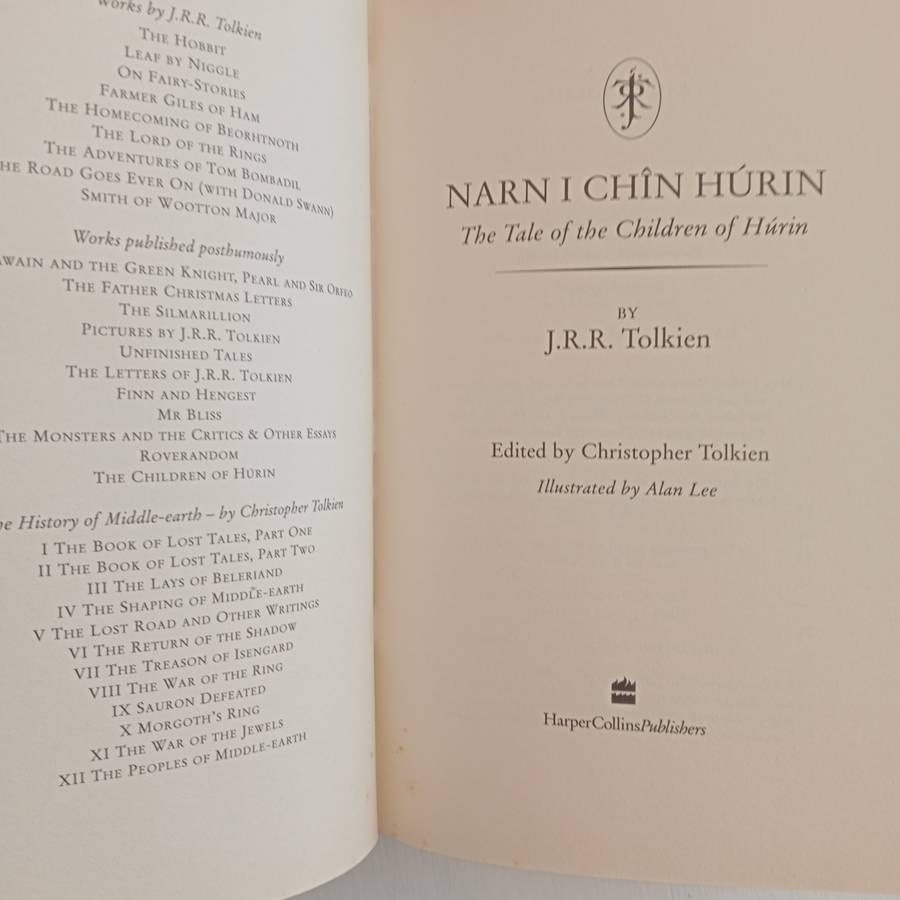 Works by J.R.R. Tolkien
THE HOBBIT
LEAF BY NIGGLE
ON FAIRY-STORIES
FARMER GILES OF HAM
THE HOMECOMING OF BEORHTNOTH
THE LORD OF THE RINGS
THE ADVENTURES OF TOM BOMBADIL
HE ROAD GOES EVER ON (WITH DONALD SWANN)
SMITH OF WOOTTON MAJOR
Works published posthumously
AWAIN AND THE GREEN KNIGHT, PEARL AND SIR ORFEO
THE FATHER CHRISTMAS LETTERS
THE SILMARILLION
PICTURES BY J.R.R. TOLKIEN
UNFINISHED TALES
THE LETTERS OF J.R.R. TOLKIEN
FINN AND HENGEST
MR BLISS
THE MONSTERS AND THE CRITICS & OTHER ESSAYS
ROVERANDOM
THE CHILDREN OF HÚRIN
he History of Middle-earth – by Christopher Tolkien
I THE BOOK OF LOST TALES, PART ONE
II THE BOOK OF LOST TALES, PART TWO
III THE LAYS OF BELERIAND
IV THE SHAPING OF MIDDLE-EARTH
V THE LOST ROAD AND OTHER WRITINGS
VI THE RETURN OF THE SHADOW
VII THE TREASON OF ISENGARD
VIII THE WAR OF THE RING
IX SAURON DEFEATED
X MORGOTH'S RING
XI THE WAR OF THE JEWELS
XII THE PEOPLES OF MIDDLE-EARTH
NARN I CHÎN HÚRIN
The Tale of the Children of Húrin
BY
J.R.R. Tolkien
Edited by Christopher Tolkien
Illustrated by Alan Lee
HarperCollinsPublishers